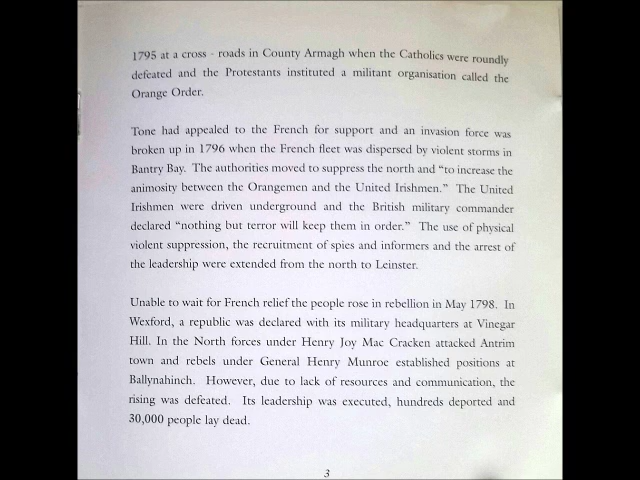 1795 at a cross - roads in County Armagh when the Catholics were roundly
defeated and the Protestants instituted a militant organisation called the
Orange Order.
Tone had appealed to the French for support and an invasion force was
broken up in 1796 when the French fleet was dispersed by violent storms in
Bantry Bay. The authorities moved to suppress the north and “to increase the
animosity between the Orangemen and the United Irishmen.” The United
Irishmen were driven underground and the British military commander
declared “nothing but terror will keep them in order.” The use of physical
violent suppression, the recruitment of spies and informers and the arrest of
the leadership were extended from the north to Leinster.
Unable to wait for French relief the people rose in rebellion in May 1798. In
Wexford, a republic was declared with its military headquarters at Vinegar
Hill. In the North forces under Henry Joy Mac Cracken attacked Antrim
town and rebels under General Henry Munroe established positions at
Ballynahinch. However, due to lack of resources and communication, the
rising was defeated. Its leadership was executed, hundreds deported and
30,000 people lay dead.
3